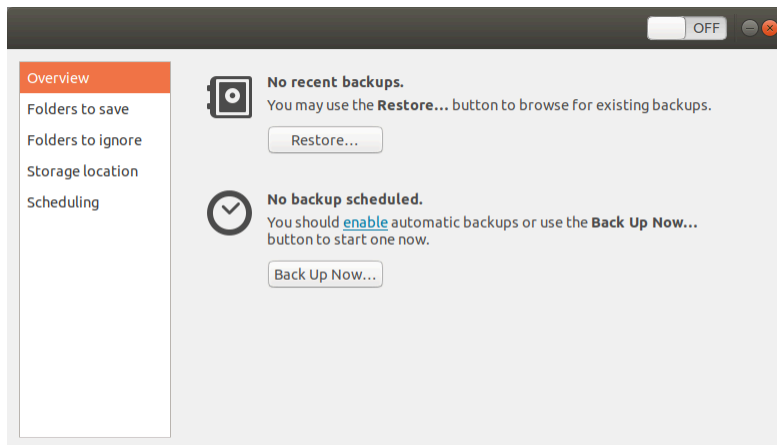 OFF
Overview
Folders to save
Folders to ignore
Storage location
Scheduling
No recent backups.
You may use the Restore... button to browse for existing backups.
Restore...
No backup scheduled.
You should enable automatic backups or use the Back Up Now...
button to start one now.
Back Up Now...